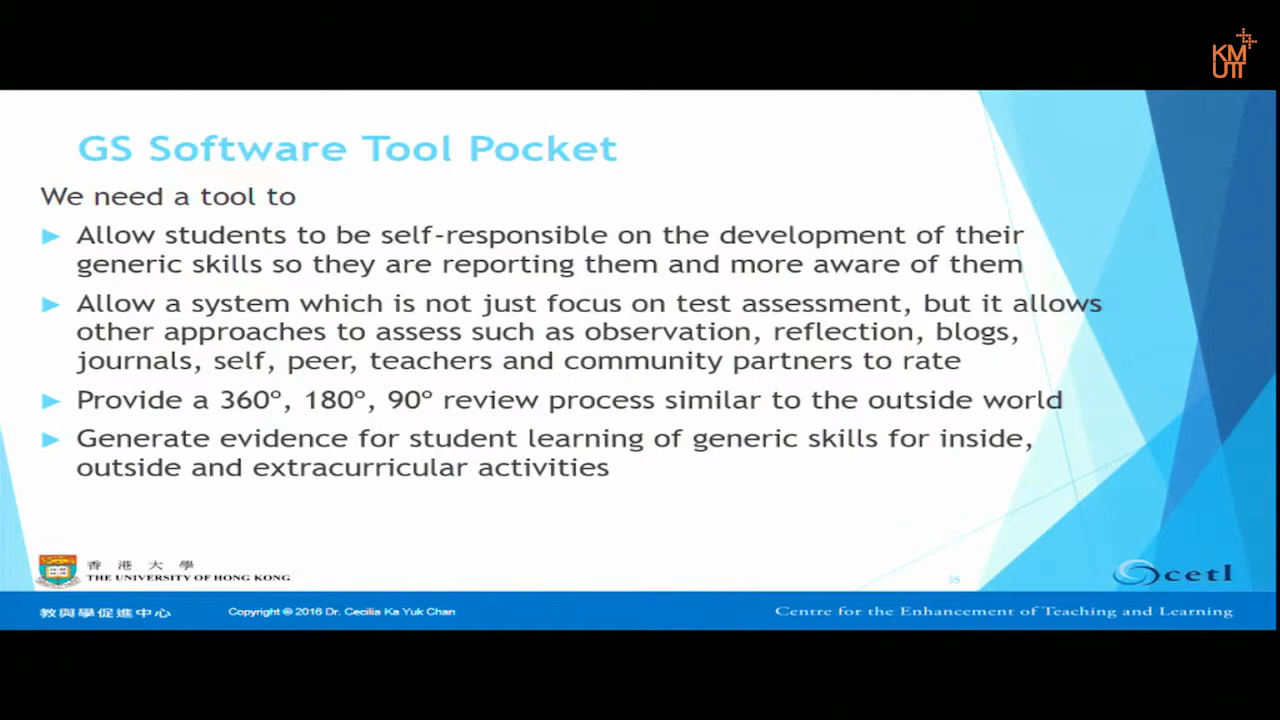 KM
UTT
GS Software Tool Pocket
We need a tool to
Allow students to be self-responsible on the development of their
generic skills so they are reporting them and more aware of them
Allow a system which is not just focus on test assessment, but it allows
other approaches to assess such as observation, reflection, blogs,
journals, self, peer, teachers and community partners to rate
Provide a 360°, 180°, 90° review process similar to the outside world
Generate evidence for student learning of generic skills for inside,
outside and extracurricular activities
香港大學
THE UNIVERSITY OF HONG KONG
35
cetl
教與學促進中心
Copyright © 2016 Dr. Cecilia Ka Yuk Chan
Centre for the Enhancement of Teaching and Learning